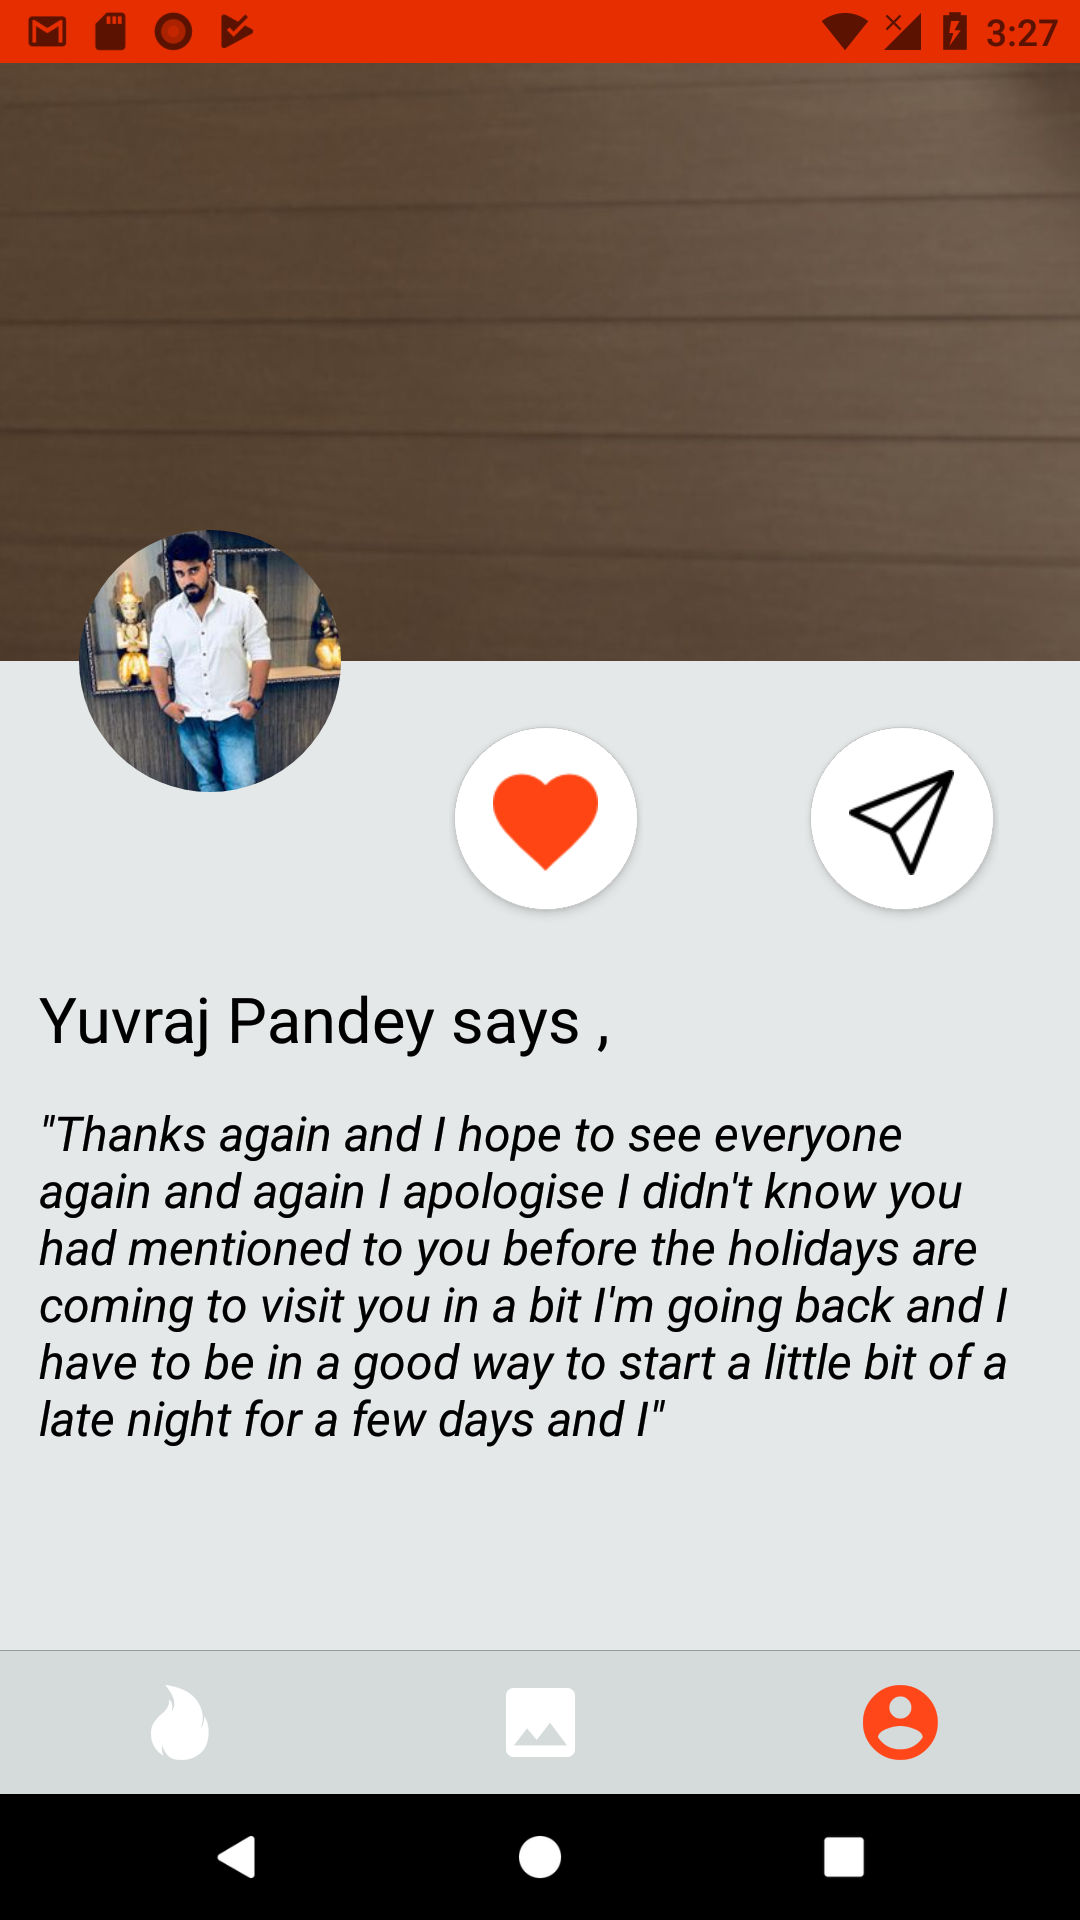 3:27
Yuvraj Pandey says ,
"Thanks again and I hope to see everyone
again and again I apologise I didn't know you
had mentioned to you before the holidays are
coming to visit you in a bit I'm going back and I
have to be in a good way to start a little bit of a
late night for a few days and I"